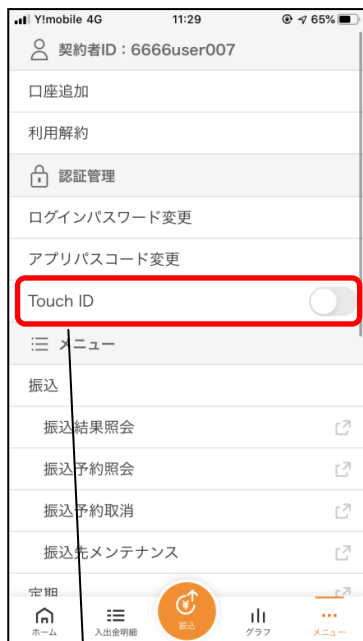 Y!mobile 4G 11:29 65%
契約者ID：6666user007
口座追加
利用解約
認証管理
ログインパスワード変更
アプリパスコード変更
Touch ID
メニュー
振込
振込結果照会
振込予約照会
振込予約取消
振込先メンテナンス
定期
ホーム 入出金明細 振込 グラフ メニュー